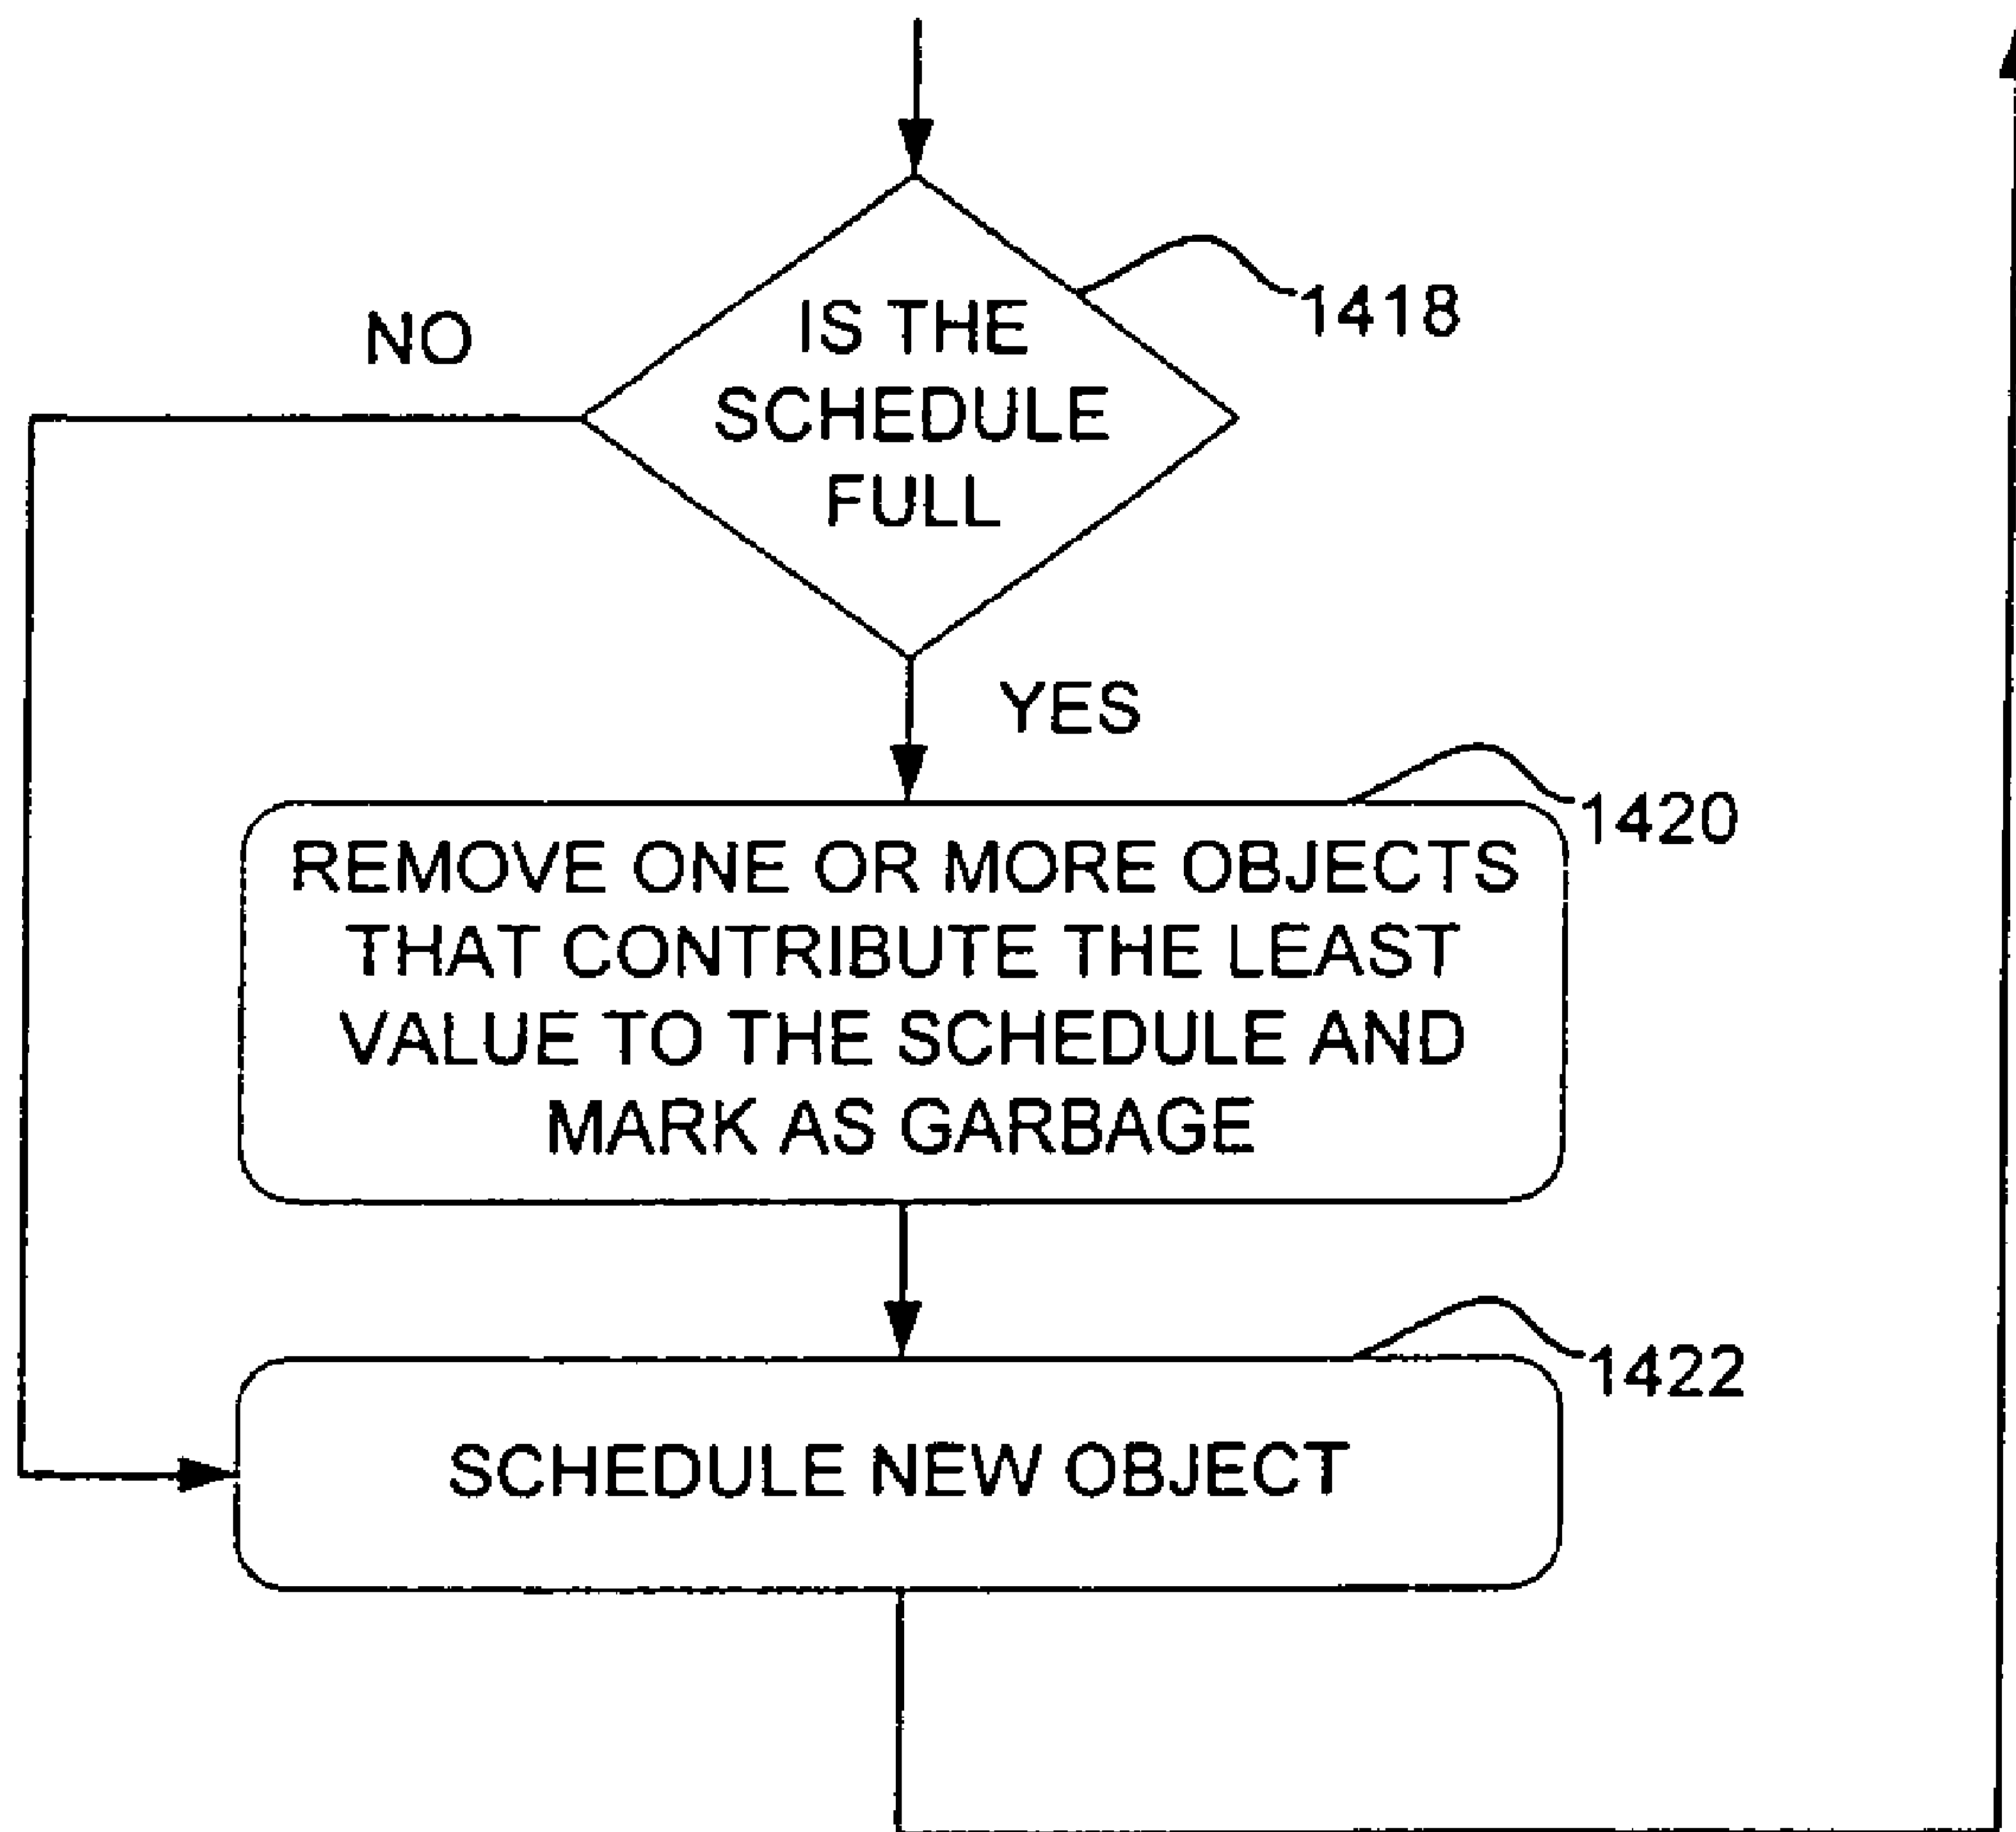 IS THE
SCHEDULE
FULL
1418
NO
YES
1420
REMOVE ONE OR MORE OBJECTS
THAT CONTRIBUTE THE LEAST
VALUE TO THE SCHEDULE AND
MARK AS GARBAGE
1422
SCHEDULE NEW OBJECT